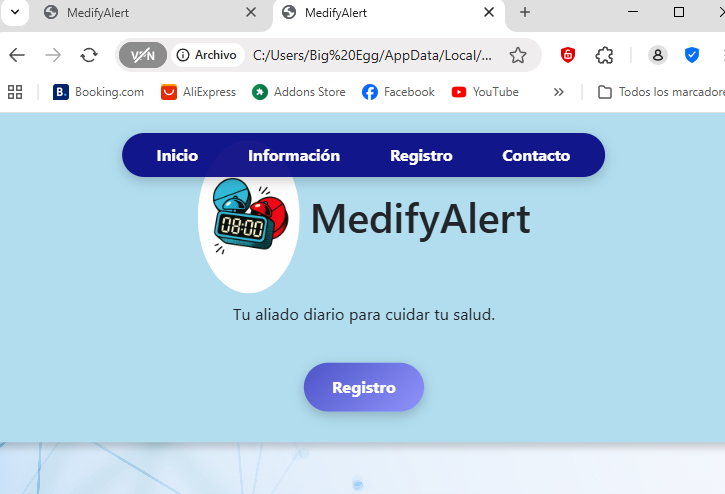 MedifyAlert
MedifyAlert
VPN
Archivo
C:/Users/Big%20Egg/AppData/Local/...
B.
Booking.com
AliExpress
Addons Store
Facebook
YouTube
Todos los marcadore
Inicio
Información
Registro
Contacto
08:00
MedifyAlert
Tu aliado diario para cuidar tu salud.
Registro